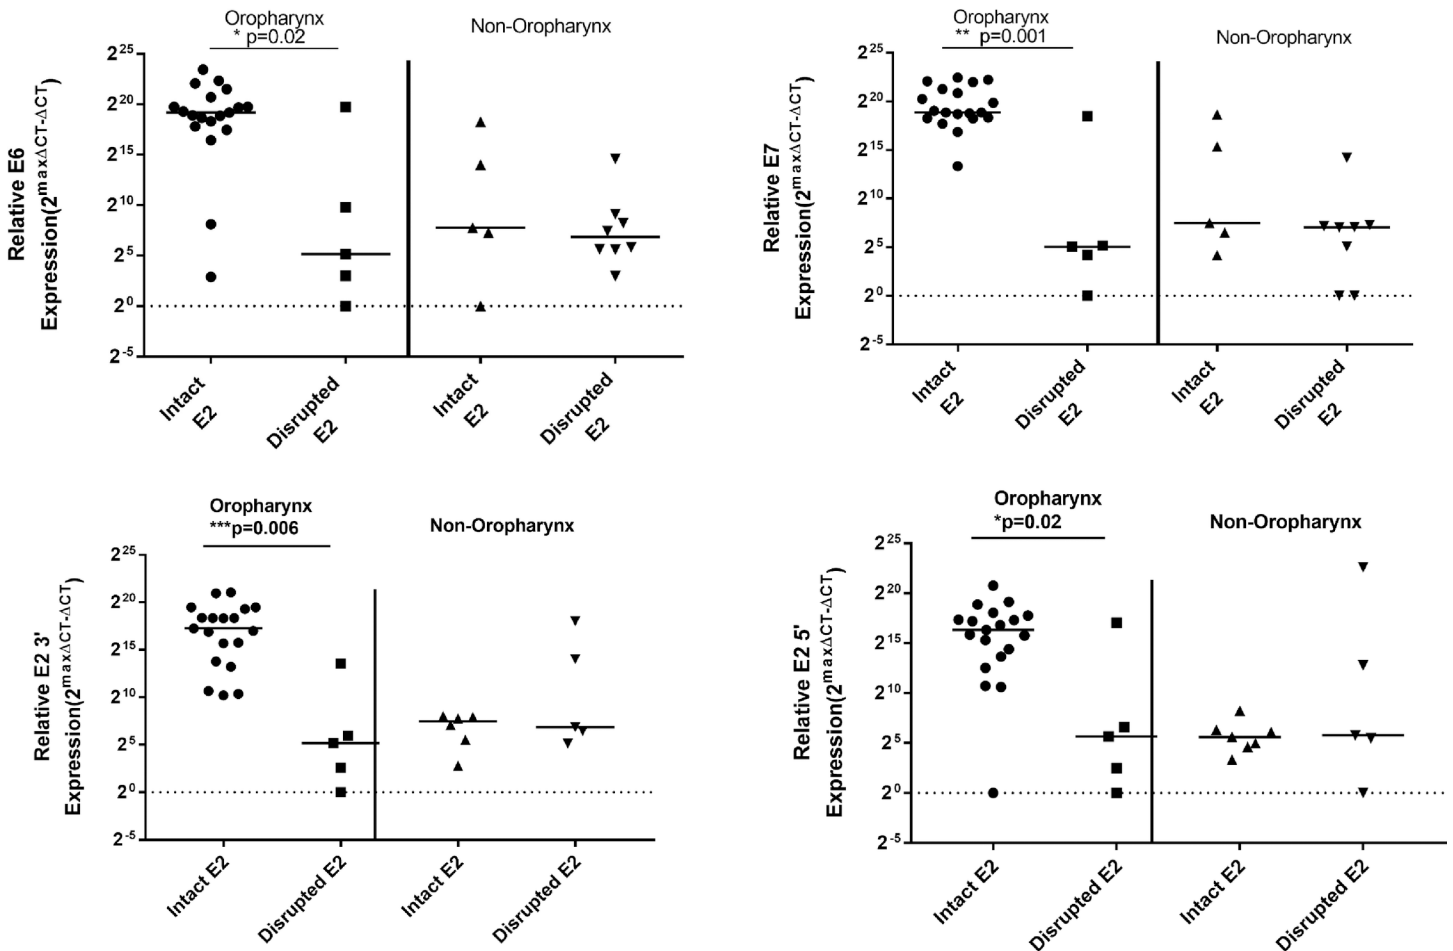 Oropharynx
* p=0.02
Non-Oropharynx
Relative E6
Expression(2^maxΔCT-ΔCT)
2^25
2^20
2^15
2^10
2^5
2^0
2^-5
Intact
E2
Disrupted
E2
Intact
E2
Disrupted
E2
Oropharynx
** p=0.001
Non-Oropharynx
Relative E7
Expression(2^maxΔCT-ΔCT)
2^25
2^20
2^15
2^10
2^5
2^0
2^-5
Intact
E2
Disrupted
E2
Intact
E2
Disrupted
E2
Oropharynx
***p=0.006
Non-Oropharynx
Relative E2 3'
Expression(2^maxΔCT-ΔCT)
2^25
2^20
2^15
2^10
2^5
2^0
2^-5
Intact E2
Disrupted E2
Intact E2
Disrupted E2
Oropharynx
*p=0.02
Non-Oropharynx
Relative E2 5'
Expression(2^maxΔCT-ΔCT)
2^25
2^20
2^15
2^10
2^5
2^0
2^-5
Intact E2
Disrupted E2
Intact E2
Disrupted E2